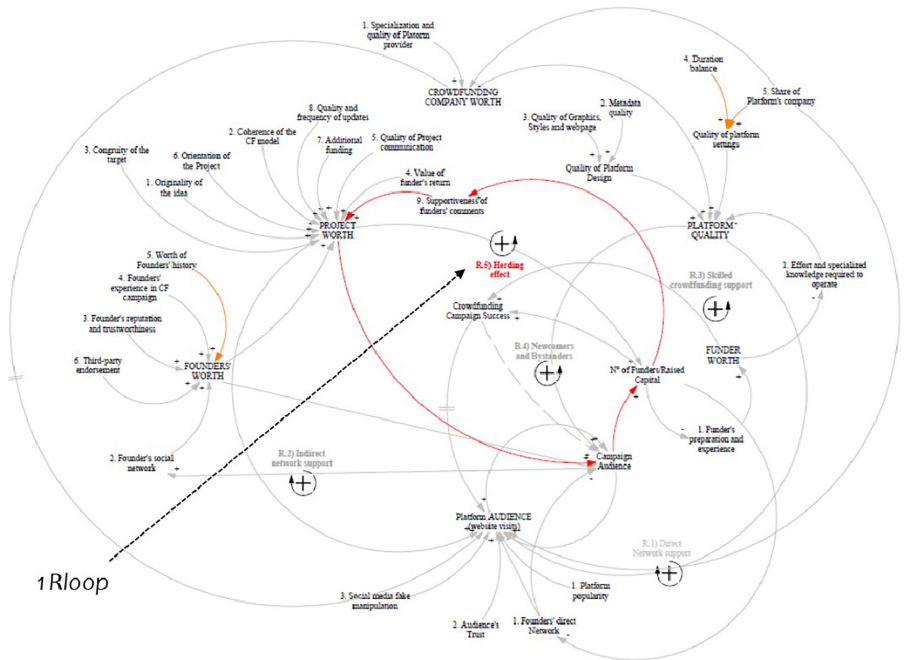 1. Specialization and
quality of Platorm
provider
CROWDFUNDING
COMPANY WORTH
4. Duration
balance
5. Share of
Platform's company
Quality of platform
settings
2. Metadata
quality
3. Quality of Graphics,
Styles and webpage
Quality of Platform
Design
8. Quality and
frequency of updates
2. Coherence of the
CF model
7. Additional
funding
5. Quality of Project
communication
3. Congruity of the
target
6. Orientation of
the Project
1. Originality of
the idea
4. Value of
funder's return
9. Supportiveness of
funders' comments
PROJECT
WORTH
PLATFORM
QUALITY
R.5) Herding
effect
5. Worth of
Founders' history
4. Founders'
experience in CF
campaign
3. Founder's reputation
and trustworthiness
6. Third-party
endorsement
FOUNDERS'
WORTH
Crowdfunding
Campaign Success
R.3) Skilled
crowdfunding support
1. Effort and specialized
knowledge required to
operate
B.4) Newcomers
and Bystanders
FUNDER
WORTH
N° of Funders/Raised
Capital
1. Funder's
preparation and
experience
2. Founder's social
network
R.2) Indirect
network support
Campaign
Audience
Platform AUDIENCE
(website visits)
R.1) Direct
Network support
1Rloop
3. Social media fake
manipulation
1. Platform
popularity
2. Audience's
Trust
1. Founders' direct
Network